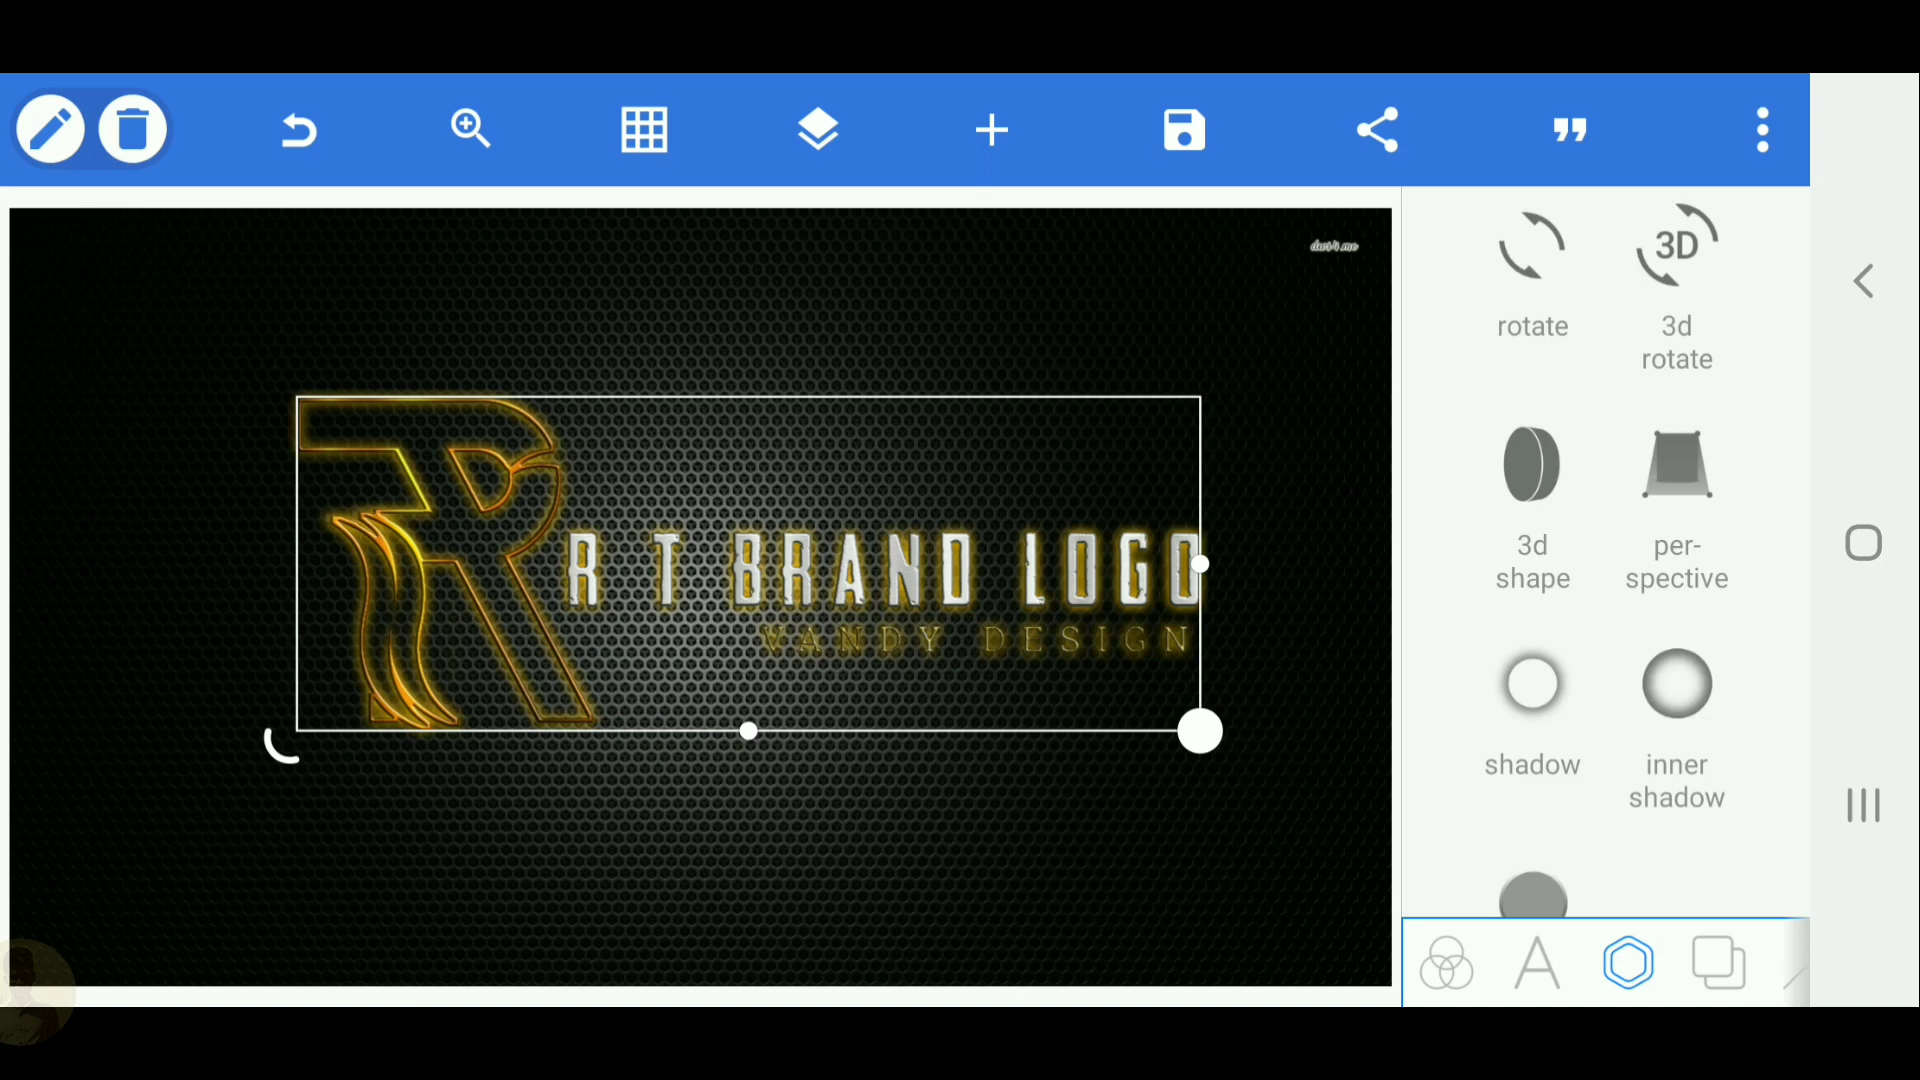 3D
rotate
3d
rotate
R T BRAND LOGO
VANDY DESIGN
3d
shape
per-
spective
shadow
inner
shadow